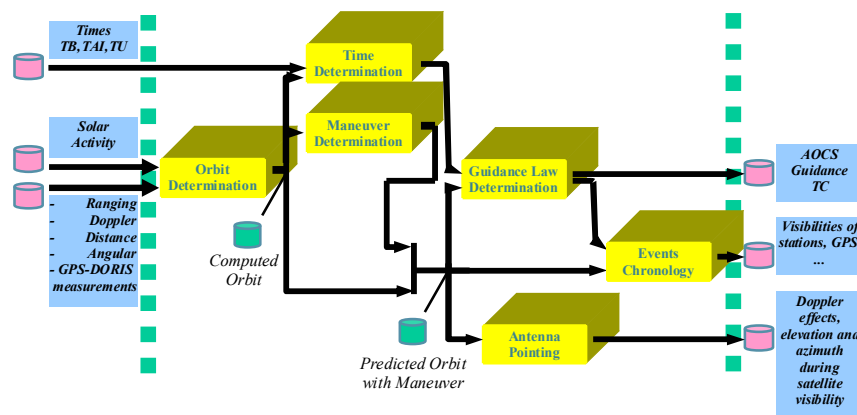 Times
TB,TAI,TU
Time
Determination
Solar
Activity
Maneuver
Determination
Orbit
Determination
Guidance Law
Determination
AOCS
Guidance
TC
- Ranging
- Doppler
- Distance
- Angular
- GPS-DORIS
measurements
Computed
Orbit
Events
Chronology
Visibilities of
stations, GPS
...
Antenna
Pointing
Predicted Orbit
with Maneuver
Doppler
effects,
elevation and
azimuth
during
satellite
visibility